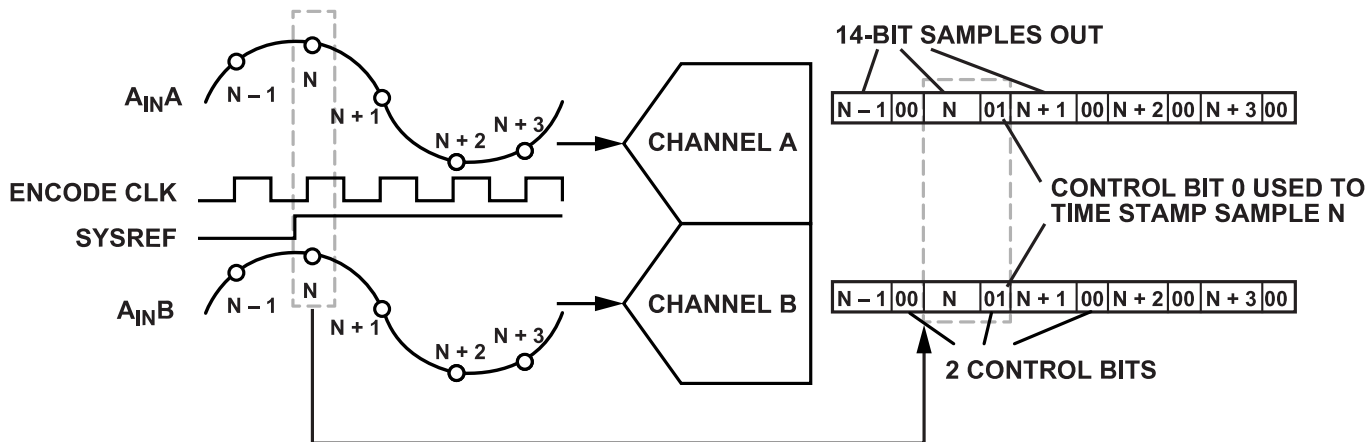 14-BIT SAMPLES OUT
AINA
N – 1
N
N + 1
N + 2
N + 3
CHANNEL A
N – 1 00 N 01 N + 1 00 N + 2 00 N + 3 00
ENCODE CLK
SYSREF
CONTROL BIT 0 USED TO
TIME STAMP SAMPLE N
AINB
N – 1
N
N + 1
N + 2
N + 3
CHANNEL B
N – 1 00 N 01 N + 1 00 N + 2 00 N + 3 00
2 CONTROL BITS